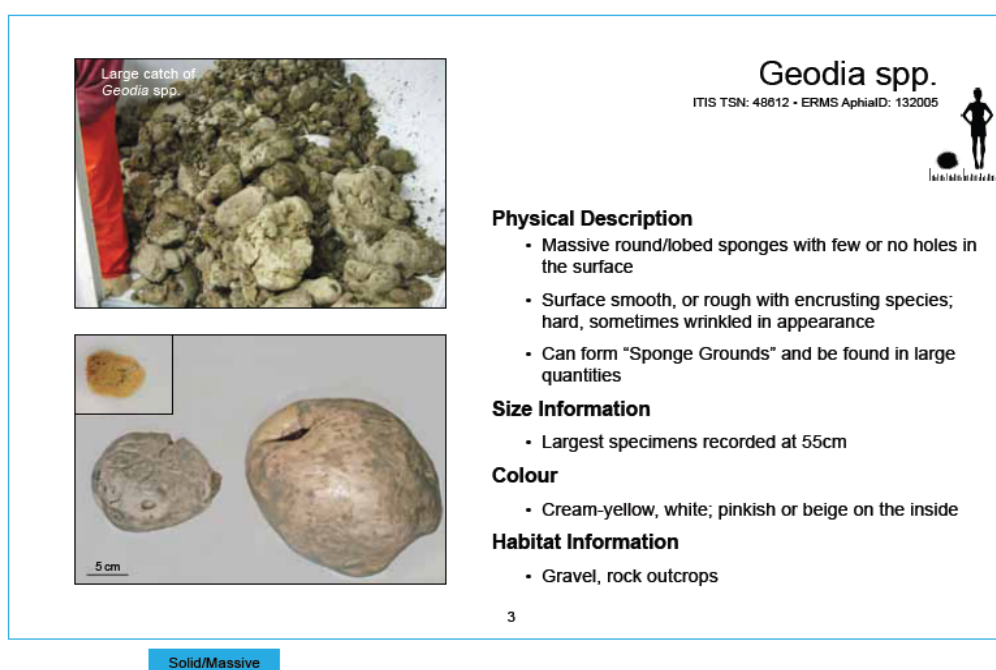 Large catch of
Geodia spp.
Geodia spp.
ITIS TSN: 48612 • ERMS AphiaID: 132005
Physical Description
• Massive round/lobed sponges with few or no holes in
the surface
• Surface smooth, or rough with encrusting species;
hard, sometimes wrinkled in appearance
• Can form “Sponge Grounds” and be found in large
quantities
Size Information
• Largest specimens recorded at 55cm
Colour
• Cream-yellow, white; pinkish or beige on the inside
Habitat Information
• Gravel, rock outcrops
5 cm
3
Solid/Massive